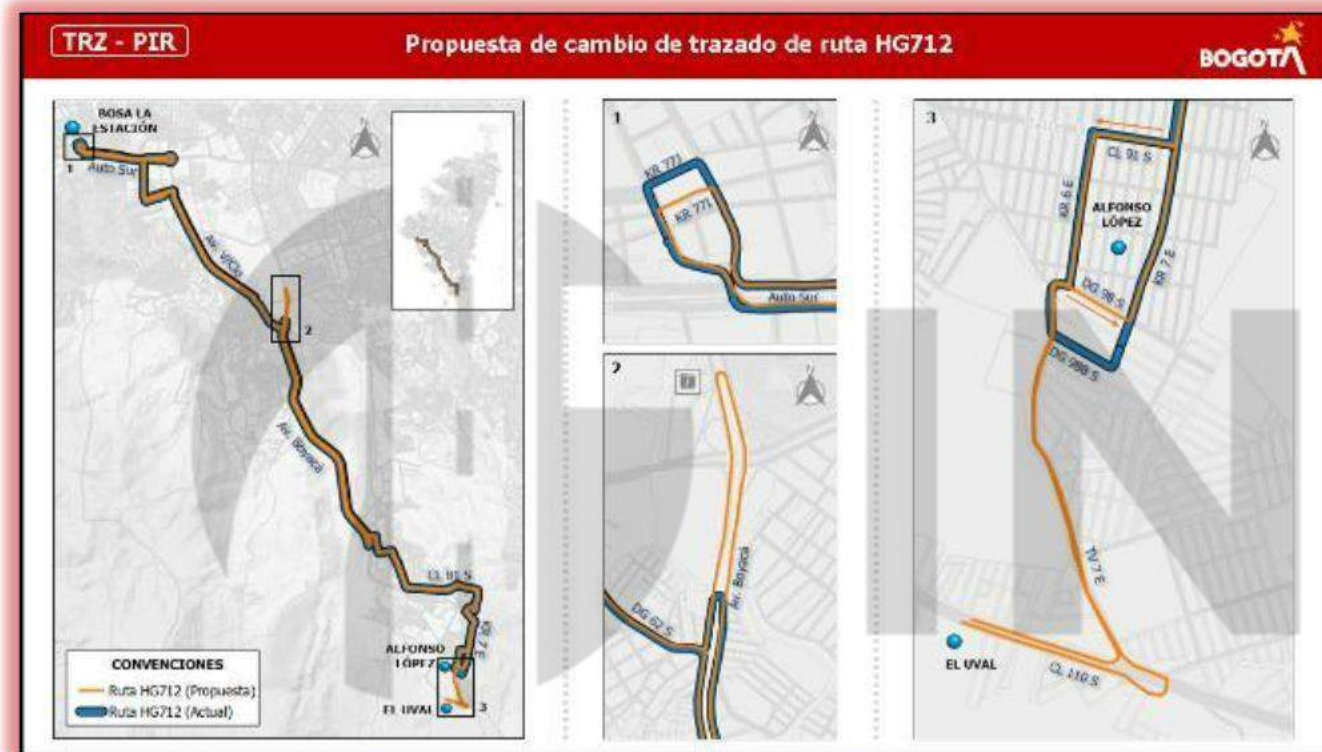 TRZ - PIR
Propuesta de cambio de trazado de ruta HG712
BOGOTÁ
BOSA LA
ESTACIÓN
1
Auto Sur
Av. V/Cio
2
Av. Boyacá
CL 81 S
KR 7 E
ALFONSO
LÓPEZ
EL UVAL
3
CONVENCIONES
Ruta HG712 (Propuesta)
Ruta HG712 (Actual)
1
KR 77I
KR 77I
Auto Sur
2
Av. Boyacá
DG 62 S
3
CL 91 S
KR 6 E
ALFONSO
LÓPEZ
KR 7 E
DG 98 S
DG 98B S
TV 7 E
EL UVAL
CL 110 S